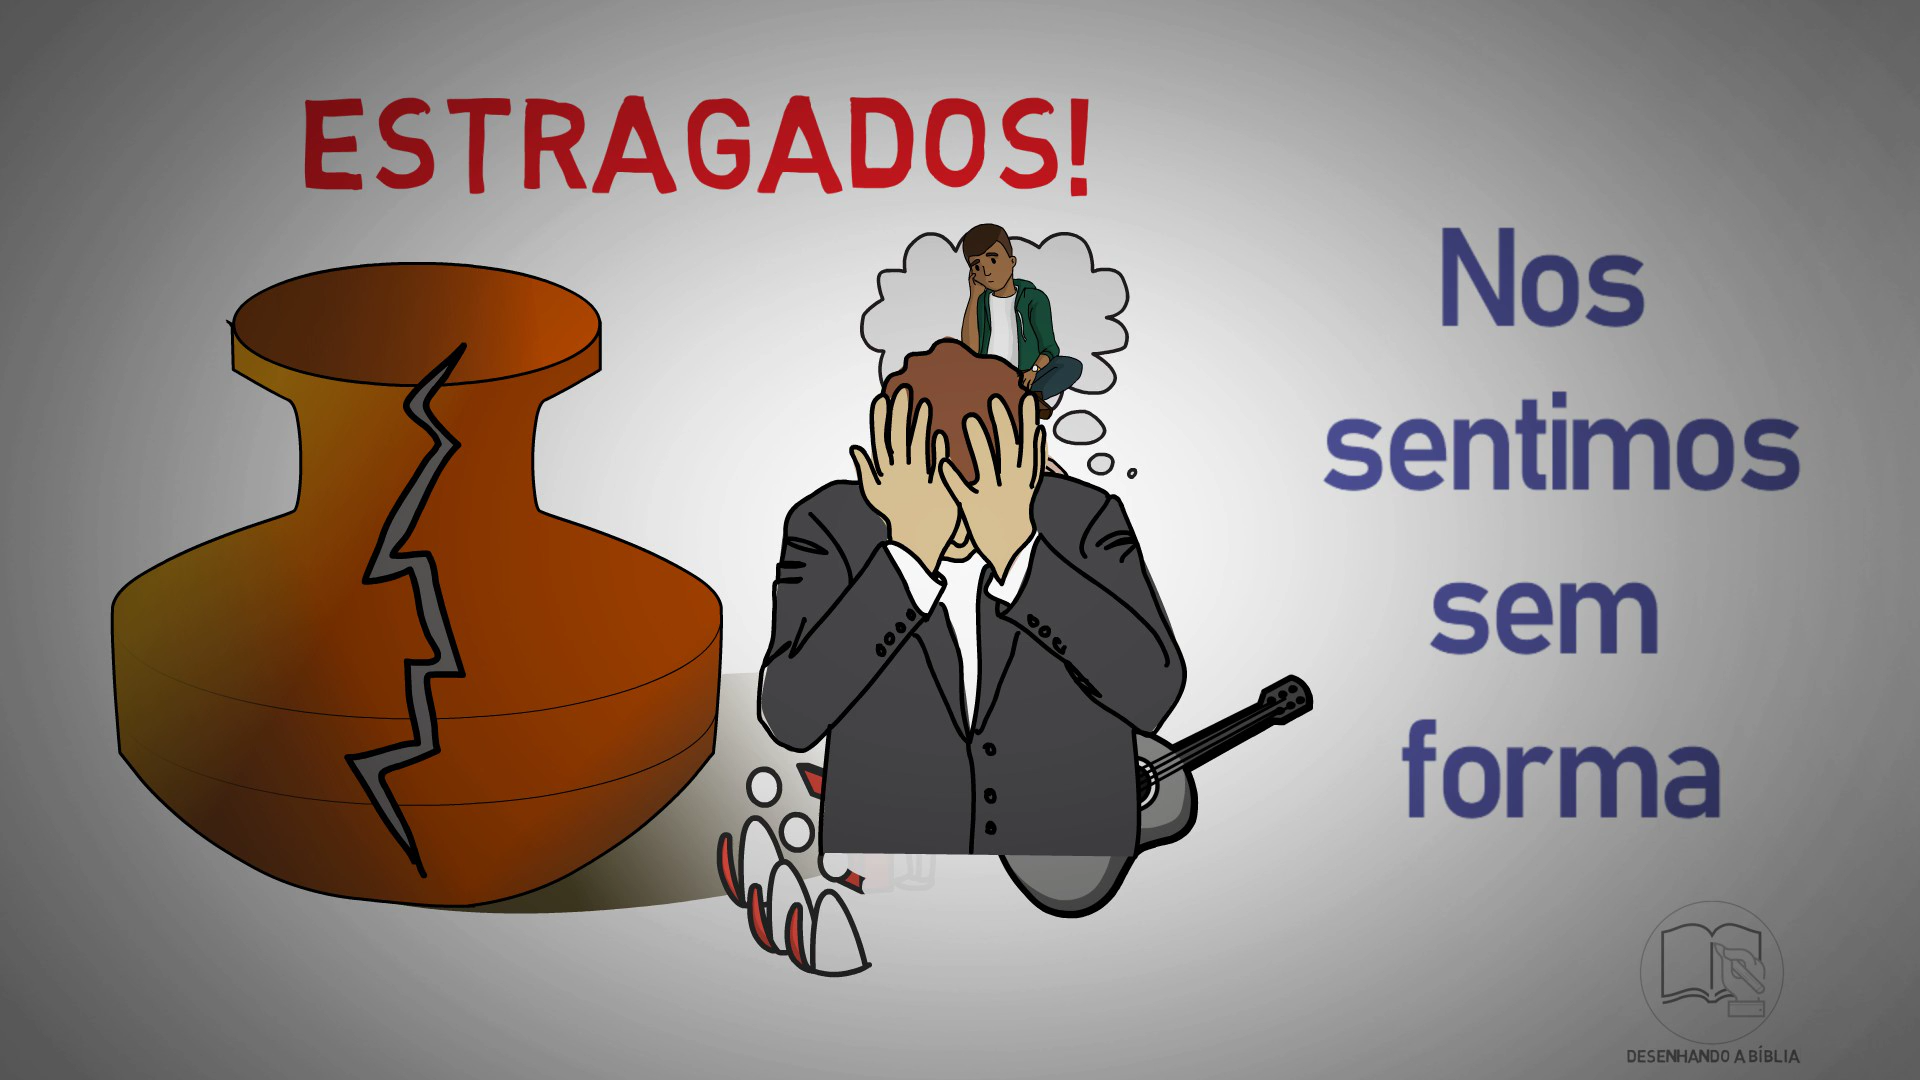 ESTRAGADOS!
Nos
sentimos
sem
forma
DESENHANDO A BÍBLIA